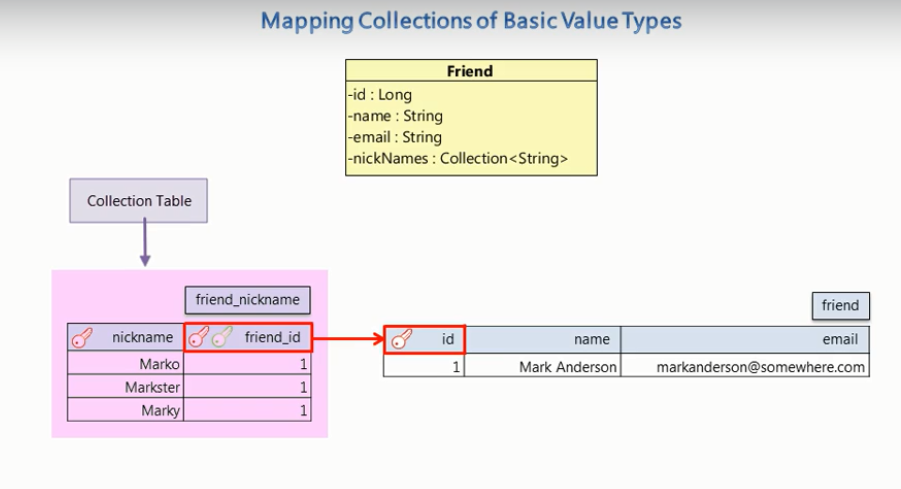 Mapping Collections of Basic Value Types
Friend
-id : Long
-name : String
-email : String
-nickNames : Collection<String>
Collection Table
friend_nickname
nickname friend_id
Marko 1
Markster 1
Marky 1
friend
id name email
1 Mark Anderson markanderson@somewhere.com